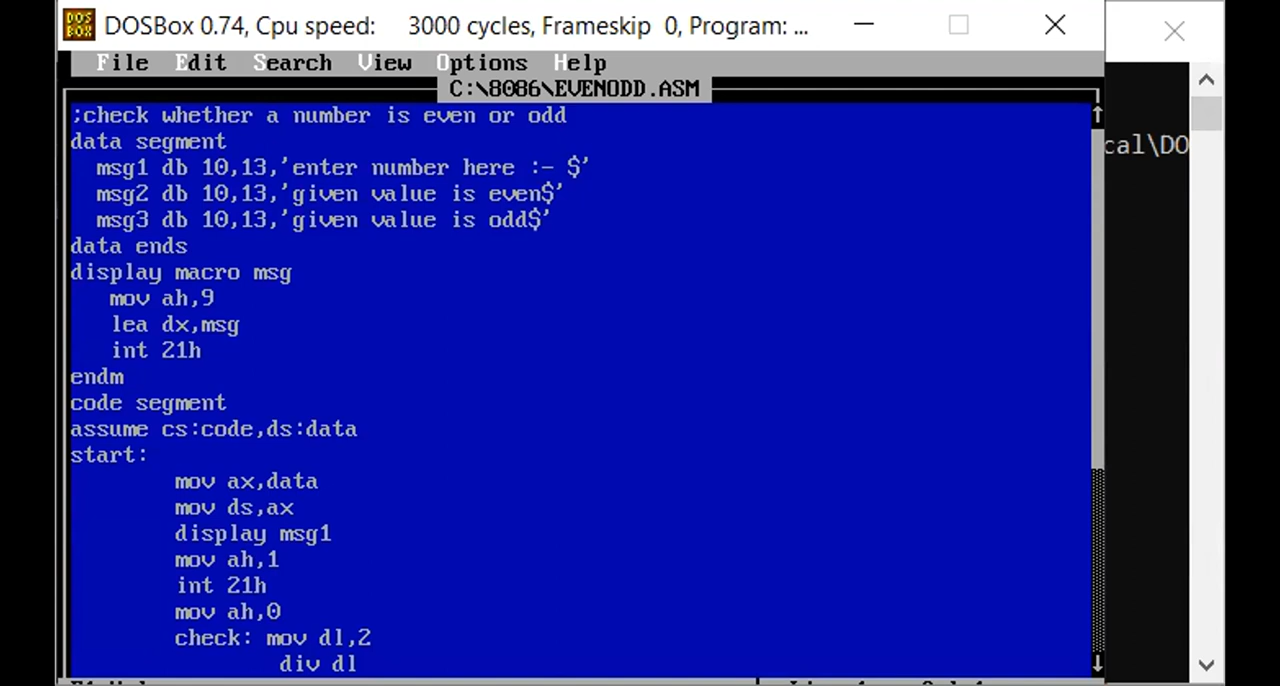 DOSBox 0.74, Cpu speed: 3000 cycles, Frameskip 0, Program: ...
File Edit Search View Options Help
C:\8086\EVENODD.ASM
;check whether a number is even or odd
data segment
msg1 db 10,13,'enter number here :- $'
msg2 db 10,13,'given value is even$'
msg3 db 10,13,'given value is odd$'
data ends
display macro msg
mov ah,9
lea dx,msg
int 21h
endm
code segment
assume cs:code,ds:data
start:
mov ax,data
mov ds,ax
display msg1
mov ah,1
int 21h
mov ah,0
check: mov dl,2
div dl
cal\DO